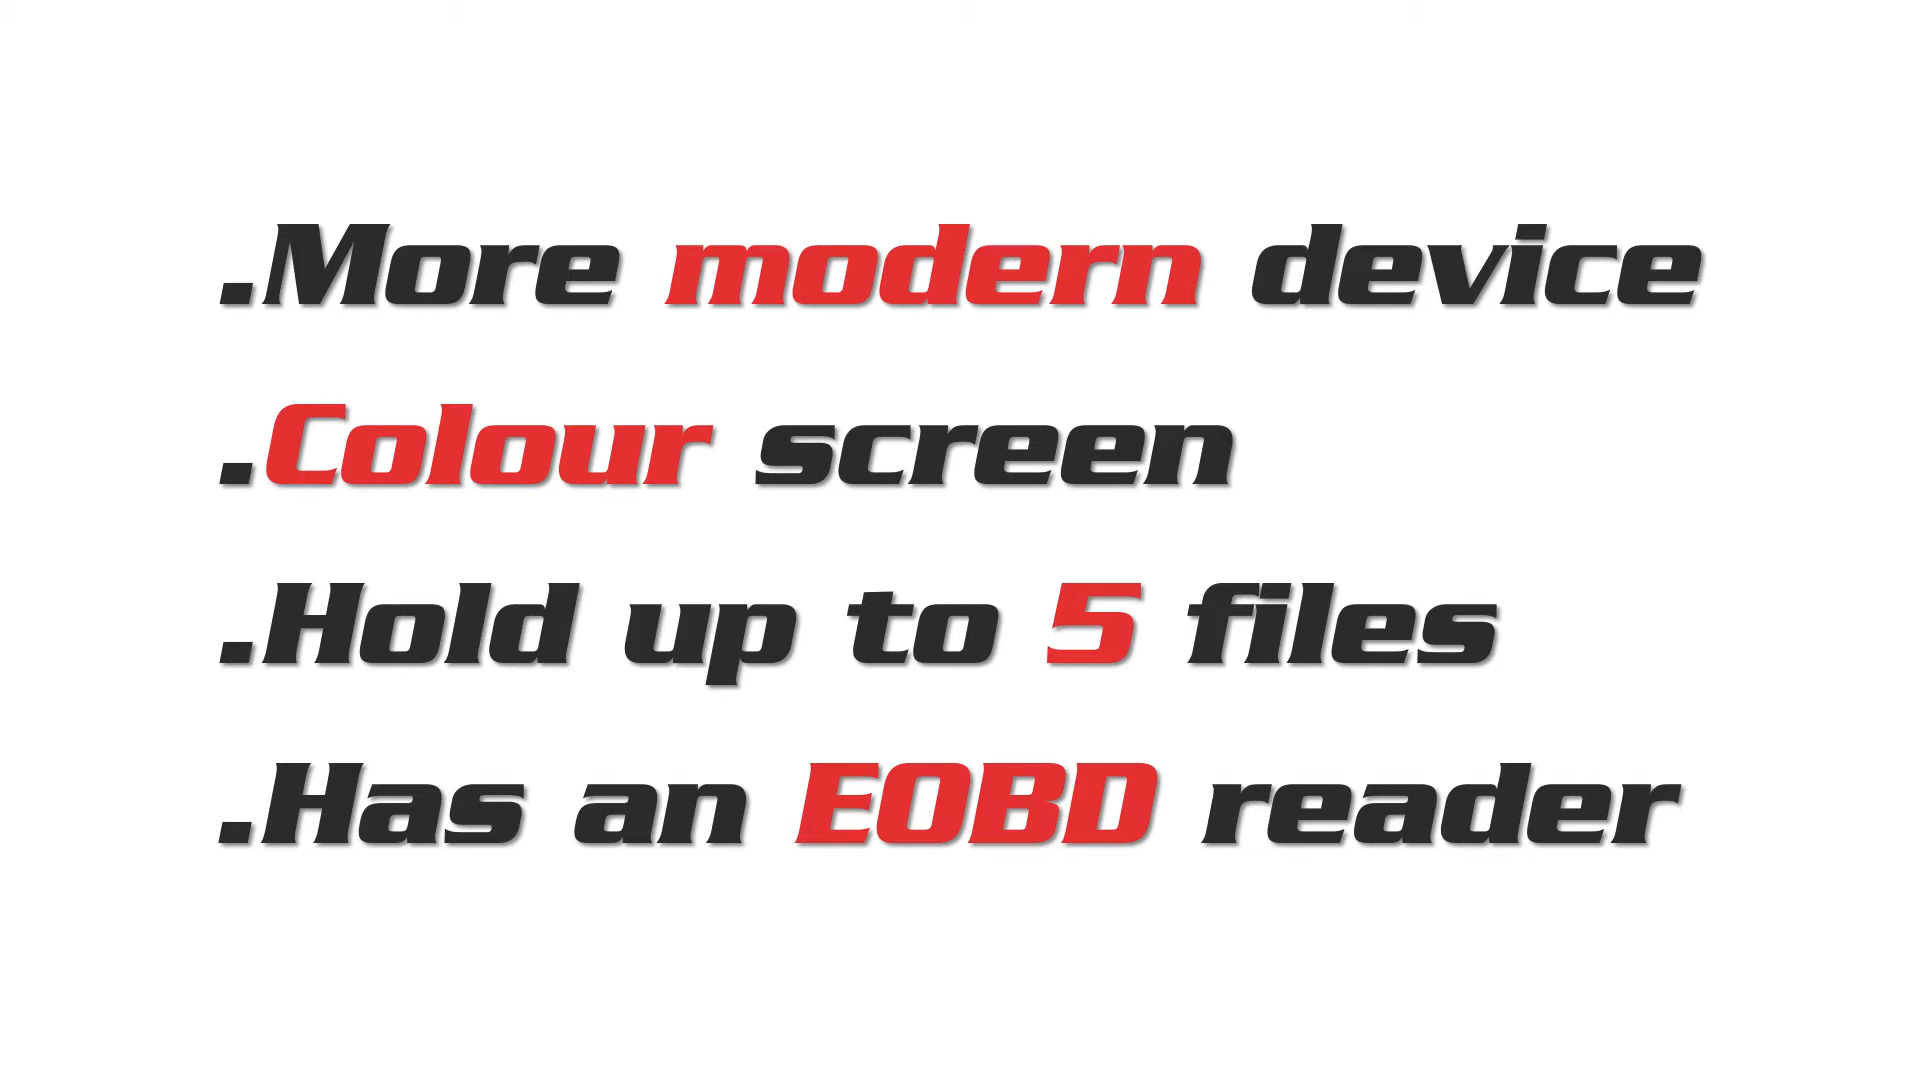 .More modern device
.Colour screen
.Hold up to 5 files
.Has an EOBD reader